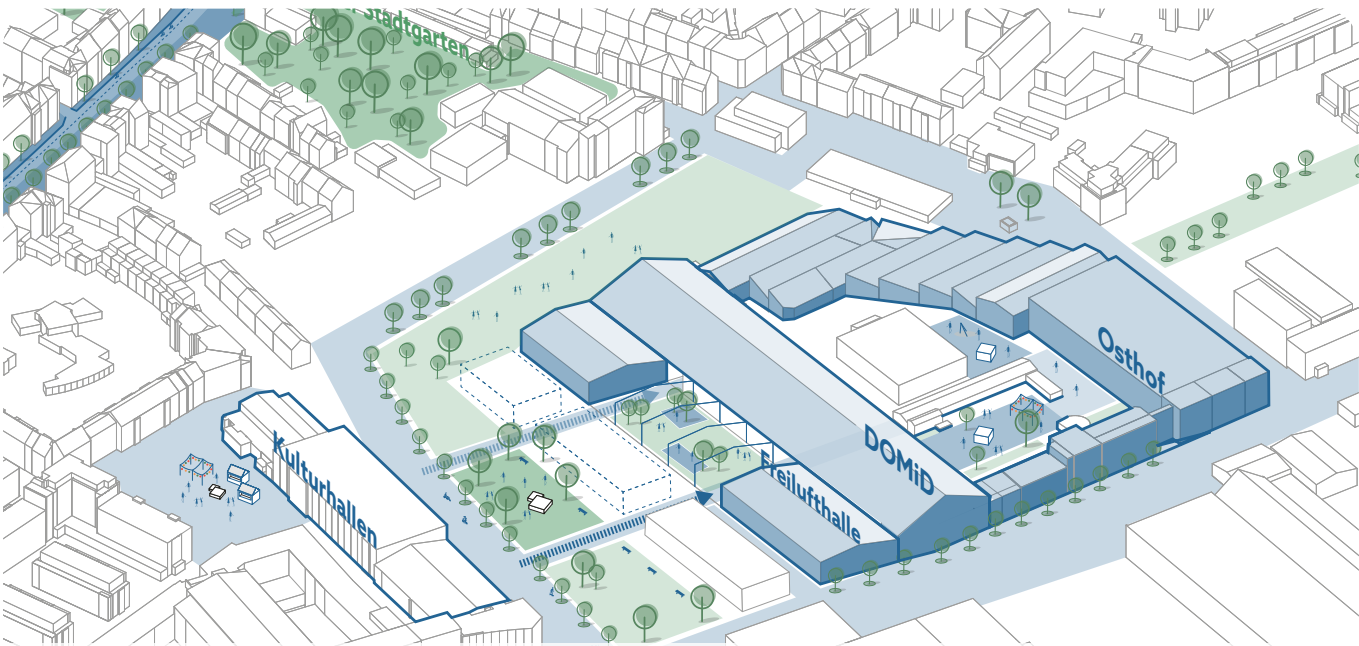 Stadtgarten
Osthof
DOMiD
Freilufthalle
Kulturhallen